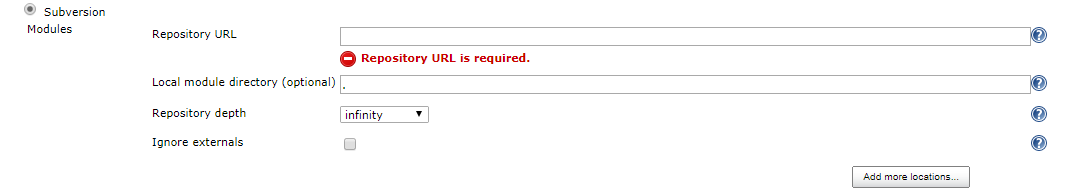 Subversion
Modules
Repository URL
Repository URL is required.
Local module directory (optional) .
Repository depth infinity
Ignore externals
Add more locations...